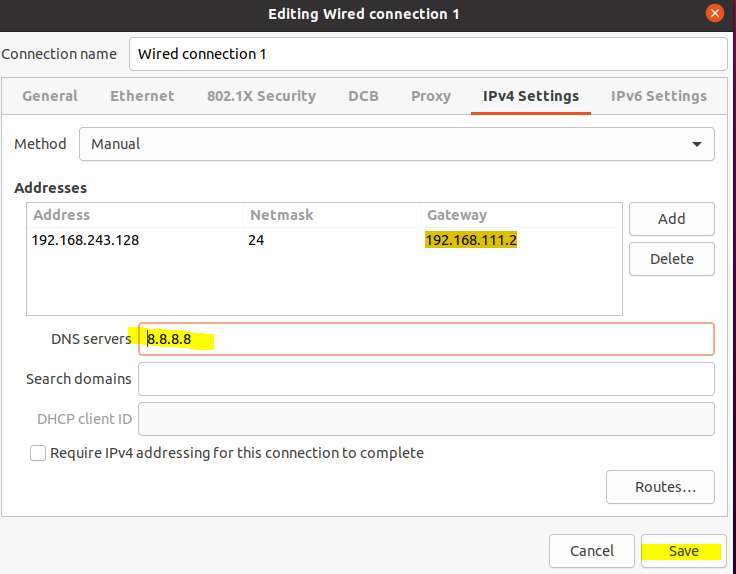 Editing Wired connection 1
Connection name Wired connection 1
General Ethernet 802.1X Security DCB Proxy IPv4 Settings IPv6 Settings
Method Manual
Addresses
Address Netmask Gateway
192.168.243.128 24 192.168.111.2
Add
Delete
DNS servers 8.8.8.8
Search domains
DHCP client ID
Require IPv4 addressing for this connection to complete
Routes...
Cancel Save